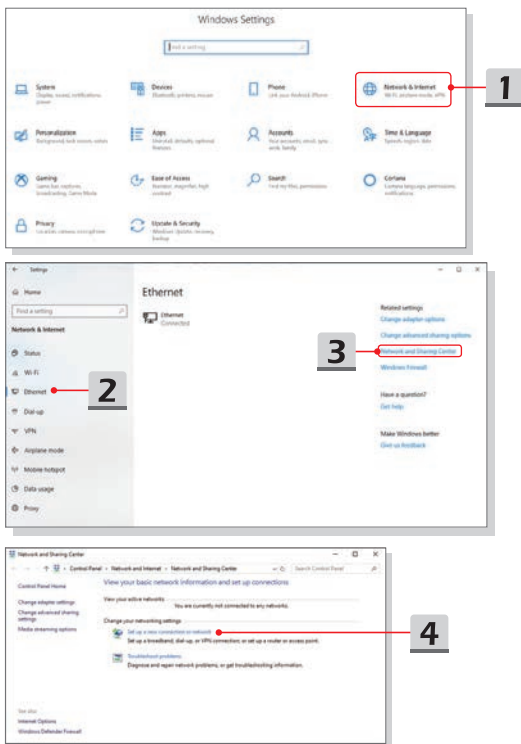 Windows Settings
Find a setting
System
Display, sound, notifications,
power
Devices
Bluetooth, printers, mouse
Phone
Link your Android, iPhone
Network & Internet
Wi-Fi, airplane mode, VPN
1
Personalization
Background, lock screen, colors
Apps
Uninstall, defaults, optional
features
Accounts
Your accounts, email, sync,
work, family
Time & Language
Speech, region, date
Gaming
Game bar, captures,
broadcasting, Game Mode
Ease of Access
Narrator, magnifier, high
contrast
Search
Find my files, permissions
Cortana
Cortana language, permissions,
notifications
Privacy
Location, camera, microphone
Update & Security
Windows Update, recovery,
backup
Settings
Home
Find a setting
Network & Internet
Status
Wi-Fi
Ethernet
2
Dial-up
VPN
Airplane mode
Mobile hotspot
Data usage
Proxy
Ethernet
Ethernet
Connected
Related settings
Change adapter options
Change advanced sharing options
3
Network and Sharing Center
Windows Firewall
Have a question?
Get help
Make Windows better
Give us feedback
Network and Sharing Center
Control Panel
Network and Internet
Network and Sharing Center
Search Control Panel
Control Panel Home
Change adapter settings
Change advanced sharing
settings
Media streaming options
View your basic network information and set up connections
View your active networks
You are currently not connected to any networks.
Change your networking settings
Set up a new connection or network
4
Set up a broadband, dial-up, or VPN connection; or set up a router or access point.
Troubleshoot problems
Diagnose and repair network problems, or get troubleshooting information.
See also
Internet Options
Windows Defender Firewall